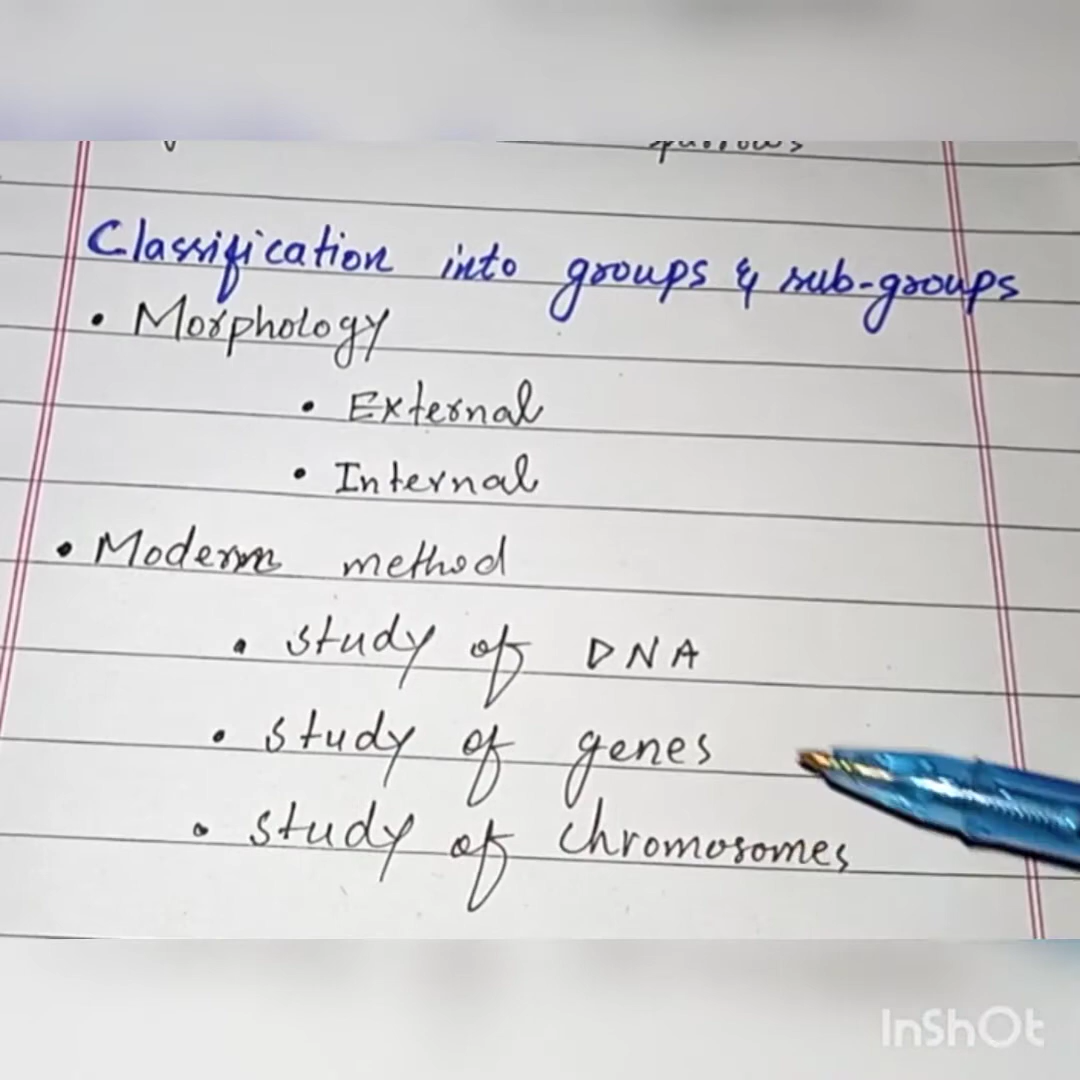 sparrows
Classification into groups & sub-groups
• Morphology
• External
• Internal
• Modern method
• study of DNA
• study of genes
• study of chromosomes
InShOt